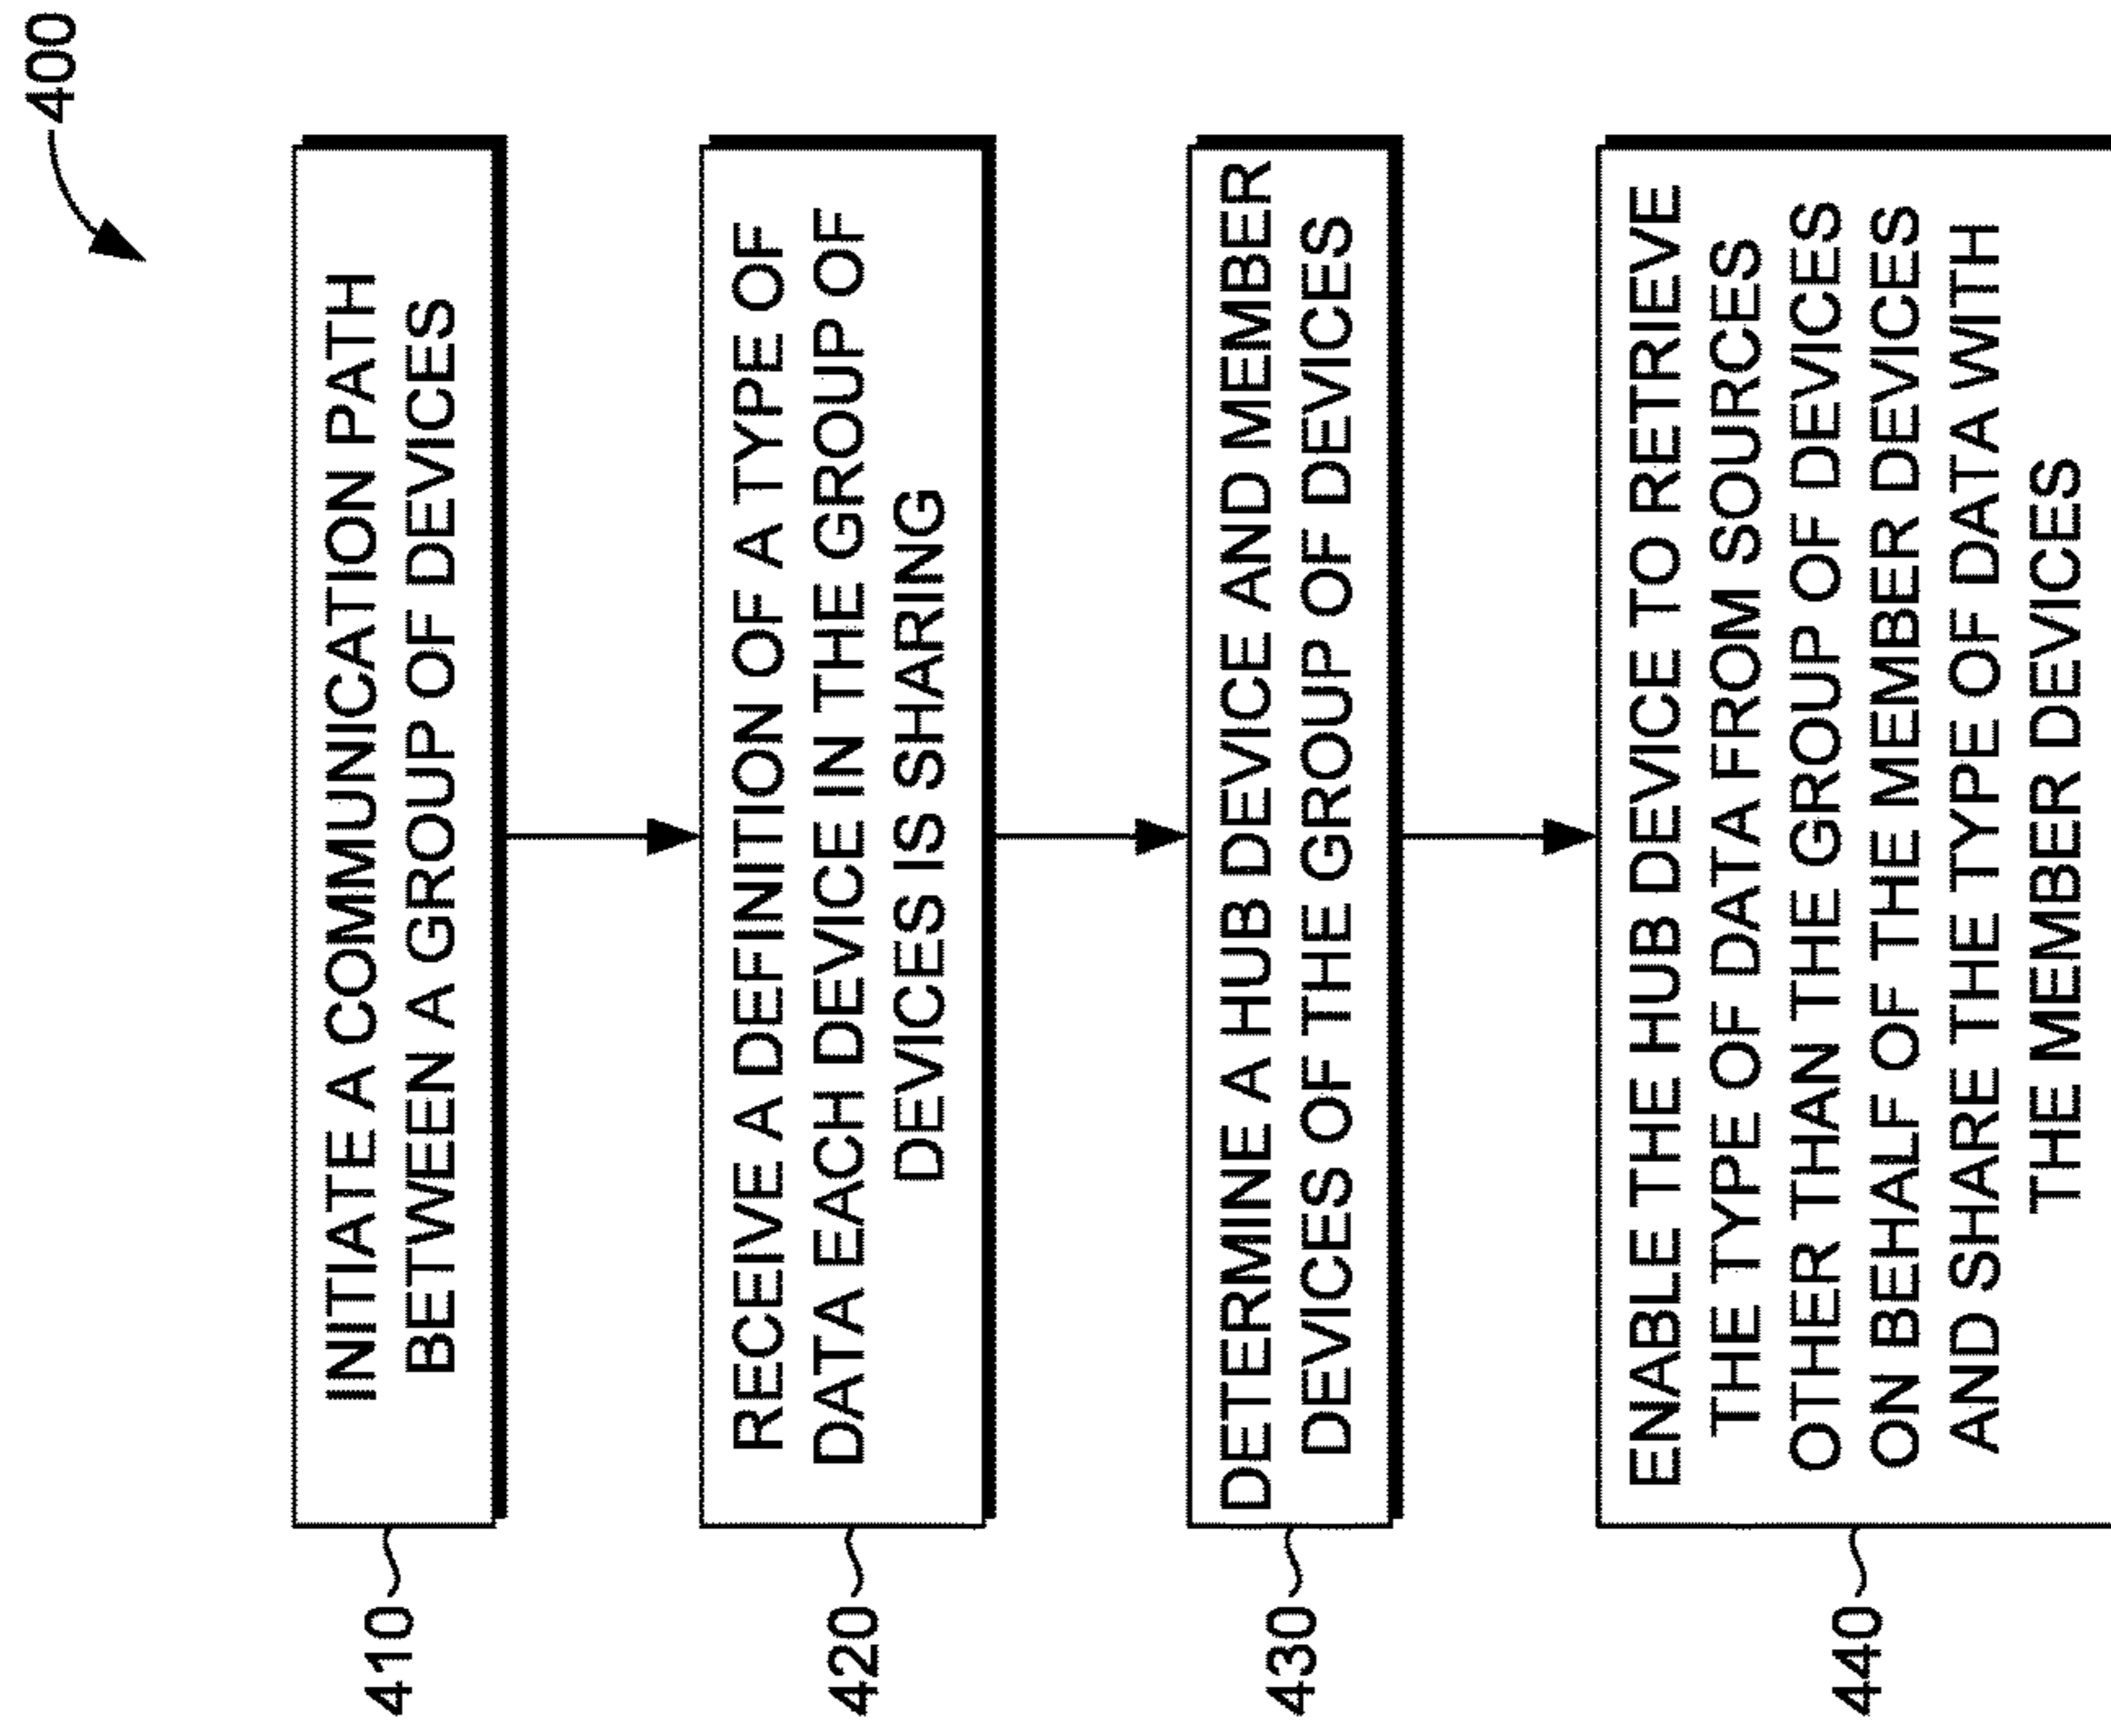 400
410
INITIATE A COMMUNICATION PATH
BETWEEN A GROUP OF DEVICES
420
RECEIVE A DEFINITION OF A TYPE OF
DATA EACH DEVICE IN THE GROUP OF
DEVICES IS SHARING
430
DETERMINE A HUB DEVICE AND MEMBER
DEVICES OF THE GROUP OF DEVICES
440
ENABLE THE HUB DEVICE TO RETRIEVE
THE TYPE OF DATA FROM SOURCES
OTHER THAN THE GROUP OF DEVICES
ON BEHALF OF THE MEMBER DEVICES
AND SHARE THE TYPE OF DATA WITH
THE MEMBER DEVICES